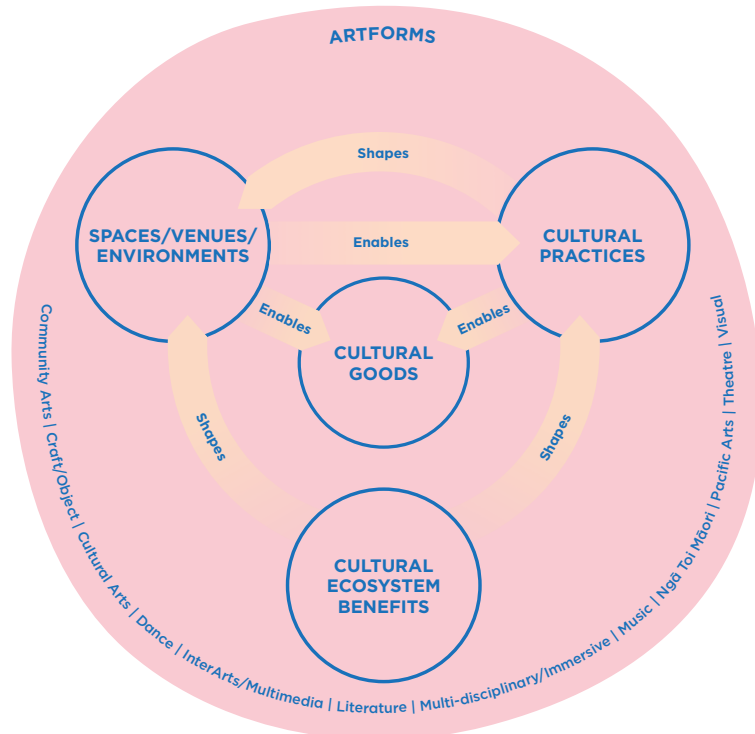 ARTFORMS
Shapes
SPACES/VENUES/
ENVIRONMENTS
Enables
CULTURAL
PRACTICES
Enables
Enables
CULTURAL
GOODS
Shapes
Shapes
CULTURAL
ECOSYSTEM
BENEFITS
Community Arts | Craft/Object | Cultural Arts | Dance | InterArts/Multimedia | Literature | Multi-disciplinary/Immersive | Music | Ngā Toi Māori | Pacific Arts | Theatre | Visual